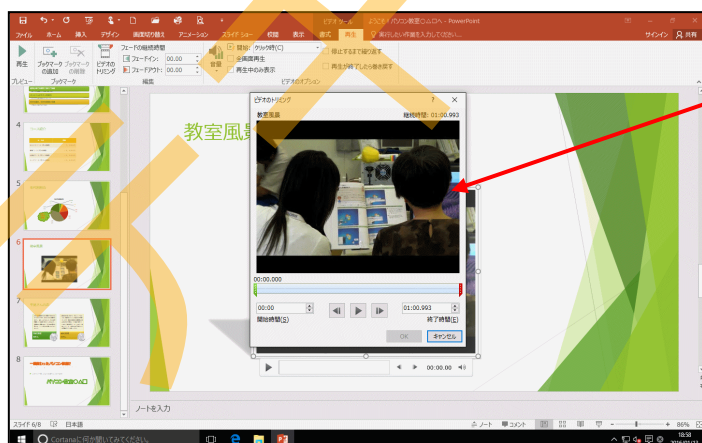 ビデオ ツール ようこそ!パソコン教室〇△□へ - PowerPoint
ファイル ホーム 挿入 デザイン 画面切り替え アニメーション スライド ショー 校閲 表示 書式 再生 実行したい作業を入力してください... サインイン 共有
再生
ブックマークの追加
ブックマークの削除
ビデオのトリミング
フェードの継続時間
フェードイン: 00.00
フェードアウト: 00.00
音量
開始: クリック時(C)
全画面再生
再生中のみ表示
停止するまで繰り返す
再生が終了したら巻き戻す
プレビュー ブックマーク 編集 ビデオのオプション
4
5
6
7
8
パソコン教室〇△□
教室風景
ビデオのトリミング ? ×
教室風景 継続時間: 01:00.993
00:00.000
00:00 01:00.993
開始時間(S) 終了時間(E)
OK キャンセル
00:00.00
ノートを入力
スライド 6/8 日本語 ノート コメント 86%
Cortanaに何か聞いてみてください。
18:58